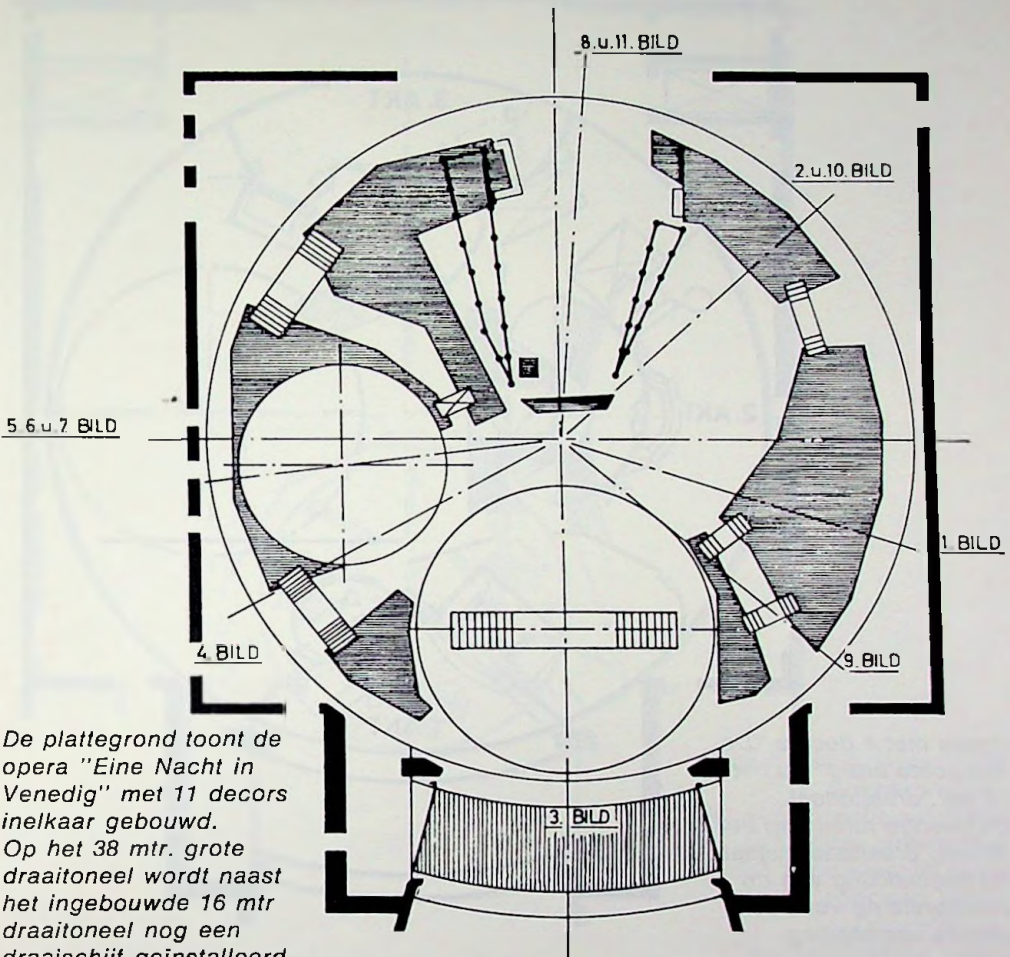 8.u.11. BILD
2.u.10. BILD
5.6.u.7. BILD
1. BILD
4. BILD
9. BILD
3. BILD
De plattegrond toont de
opera "Eine Nacht in
Venedig" met 11 decors
inelkaar gebouwd.
Op het 38 mtr. grote
draaitoneel wordt naast
het ingebouwde 16 mtr
draaitoneel nog een
draaischijf geïnstalleerd